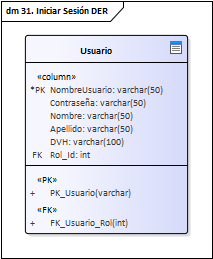 dm 31. Iniciar Sesión DER
Usuario
«column»
*PK NombreUsuario: varchar(50)
Contraseña: varchar(50)
Nombre: varchar(50)
Apellido: varchar(50)
DVH: varchar(100)
FK Rol_Id: int
«PK»
+ PK_Usuario(varchar)
«FK»
+ FK_Usuario_Rol(int)